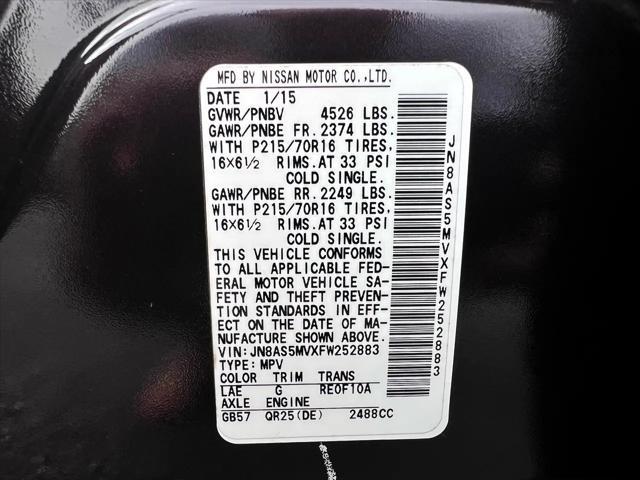 MFD BY NISSAN MOTOR CO.,LTD.
DATE 1/15
GVWR/PNBV 4526 LBS.
GAWR/PNBE FR. 2374 LBS.
WITH P215/70R16 TIRES,
16×6½ RIMS.AT 33 PSI
COLD SINGLE.
GAWR/PNBE RR. 2249 LBS.
WITH P215/70R16 TIRES,
16×6½ RIMS.AT 33 PSI
COLD SINGLE.
THIS VEHICLE CONFORMS
TO ALL APPLICABLE FED-
ERAL MOTOR VEHICLE SA-
FETY AND THEFT PREVEN-
TION STANDARDS IN EFF-
ECT ON THE DATE OF MA-
NUFACTURE SHOWN ABOVE.
VIN:JN8AS5MVXFW252883
TYPE:MPV
COLOR TRIM TRANS
LAE G RE0F10A
AXLE ENGINE
GB57 QR25(DE) 2488CC
JN8AS5MVXFW252883